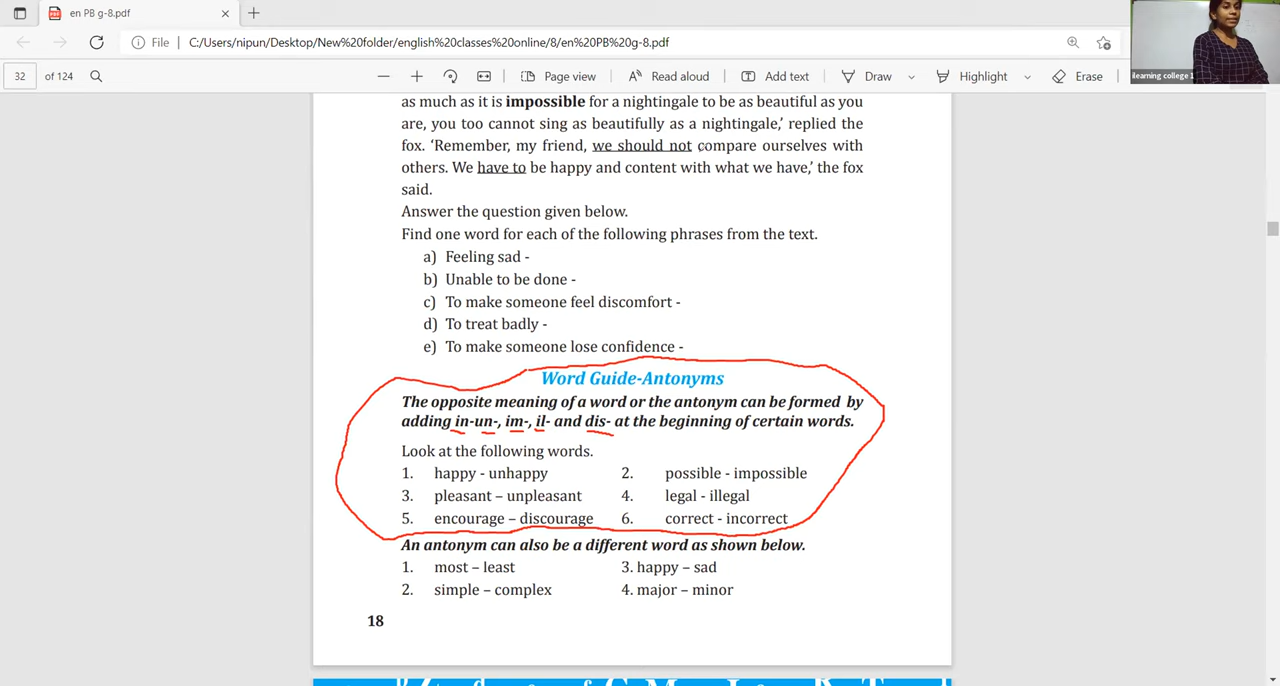 en PB g-8.pdf
File | C:/Users/nipun/Desktop/New%20folder/english%20classes%20online/8/en%20PB%20g-8.pdf
32 of 124 Page view Read aloud Add text Draw Highlight Erase
ilearning college 1
as much as it is impossible for a nightingale to be as beautiful as you
are, you too cannot sing as beautifully as a nightingale,’ replied the
fox. ‘Remember, my friend, we should not compare ourselves with
others. We have to be happy and content with what we have,’ the fox
said.
Answer the question given below.
Find one word for each of the following phrases from the text.
a) Feeling sad -
b) Unable to be done -
c) To make someone feel discomfort -
d) To treat badly -
e) To make someone lose confidence -
Word Guide-Antonyms
The opposite meaning of a word or the antonym can be formed by
adding in-un-, im-, il- and dis- at the beginning of certain words.
Look at the following words.
1. happy - unhappy 2. possible - impossible
3. pleasant – unpleasant 4. legal - illegal
5. encourage – discourage 6. correct - incorrect
An antonym can also be a different word as shown below.
1. most – least 3. happy – sad
2. simple – complex 4. major – minor
18